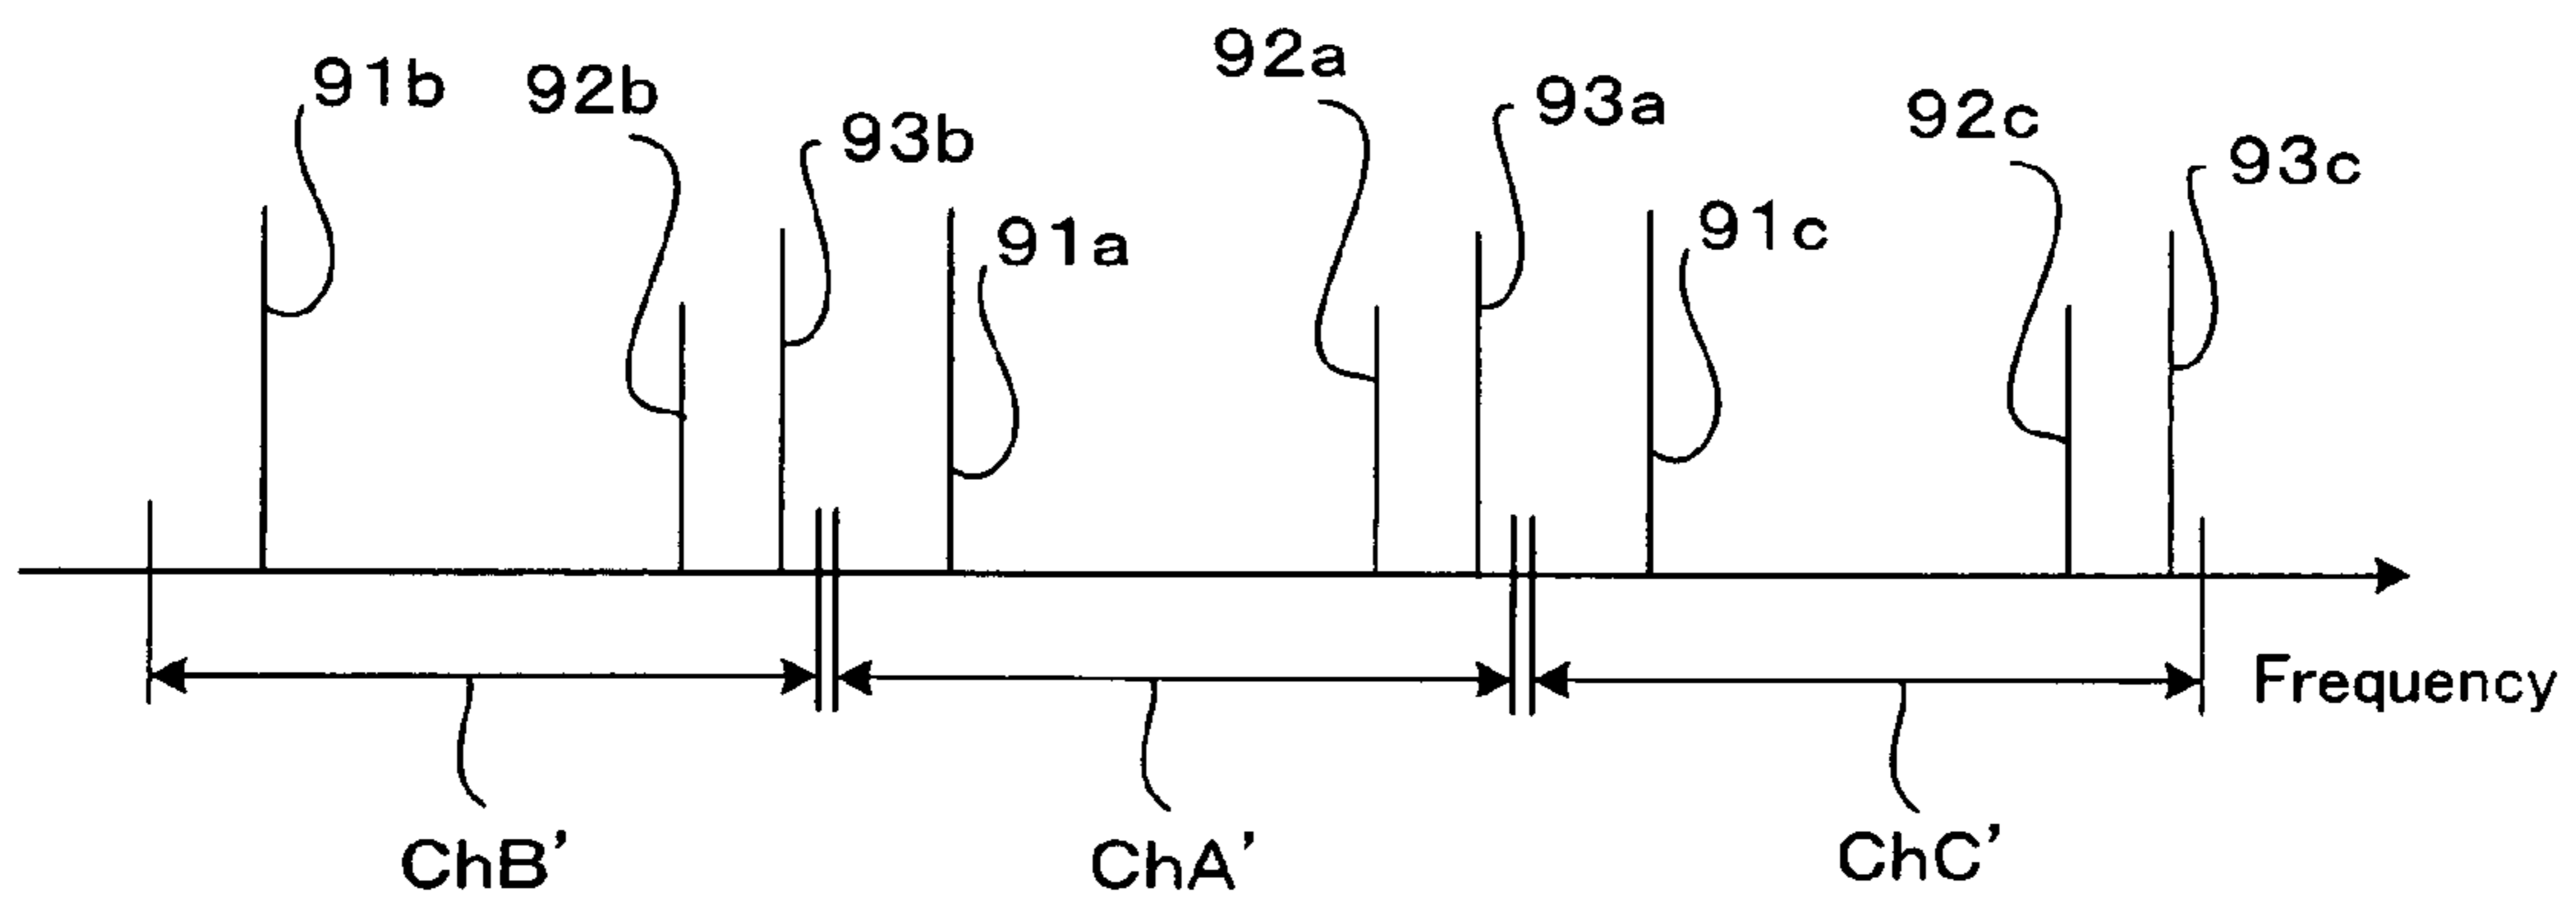 91b
92b
93b
91a
92a
93a
91c
92c
93c
Frequency
ChB’
ChA’
ChC’